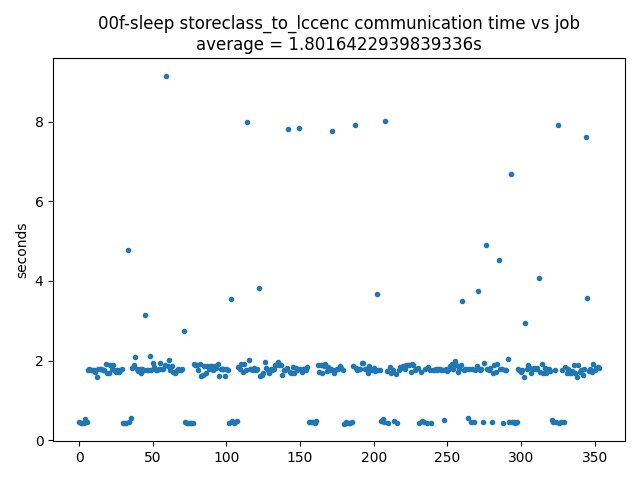 00f-sleep storeclass_to_lccenc communication time vs job
average = 1.8016422939839336s
seconds
8
6
4
2
0
0 50 100 150 200 250 300 350